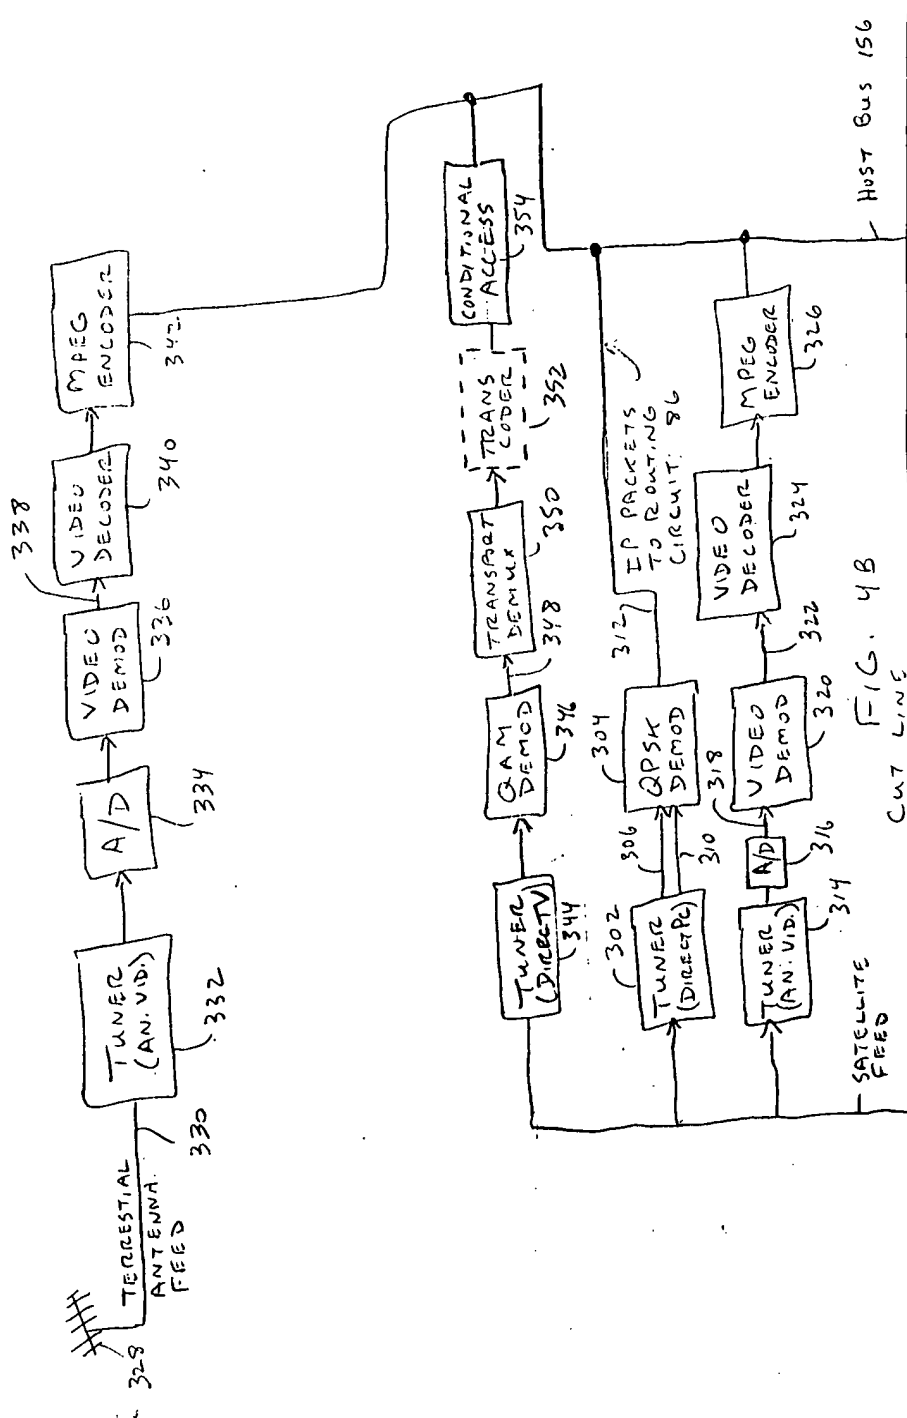 328
TERRESTIAL
ANTENNA
FEED
330
TUNER
(AN. VID.)
332
A/D
334
VIDEO
DEMOD
336
338
VIDEO
DECODER
340
MPEG
ENCODER
342
TUNER
(DIRECTV)
344
QAM
DEMOD
346
348
TRANSPORT
DEMUX
350
TRANS
CODER
352
CONDITIONAL
ACCESS
354
302
TUNER
(DIRECTPC)
306
310
304
QPSK
DEMOD
312
IP PACKETS
TO ROUTING
CIRCUIT 86
TUNER
(AN. VID.)
314
A/D
316
318
VIDEO
DEMOD
320
322
VIDEO
DECODER
324
MPEG
ENCODER
326
SATELLITE
FEED
HOST BUS 156
FIG. 4B
CUT LINE